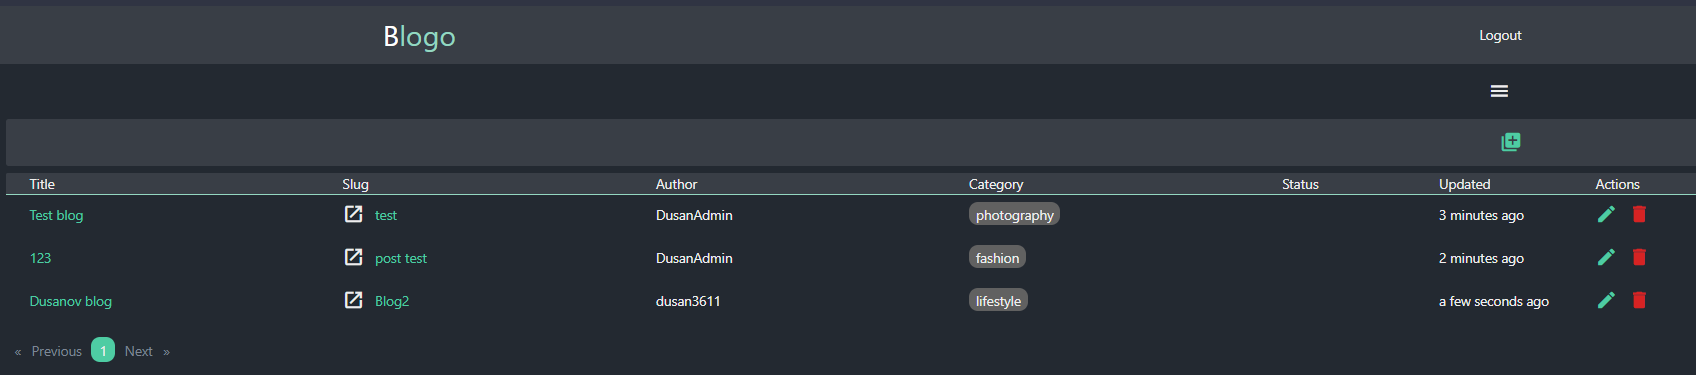 Blogo Logout
Title Slug Author Category Status Updated Actions
Test blog test DusanAdmin photography 3 minutes ago
123 post test DusanAdmin fashion 2 minutes ago
Dusanov blog Blog2 dusan3611 lifestyle a few seconds ago
« Previous 1 Next »